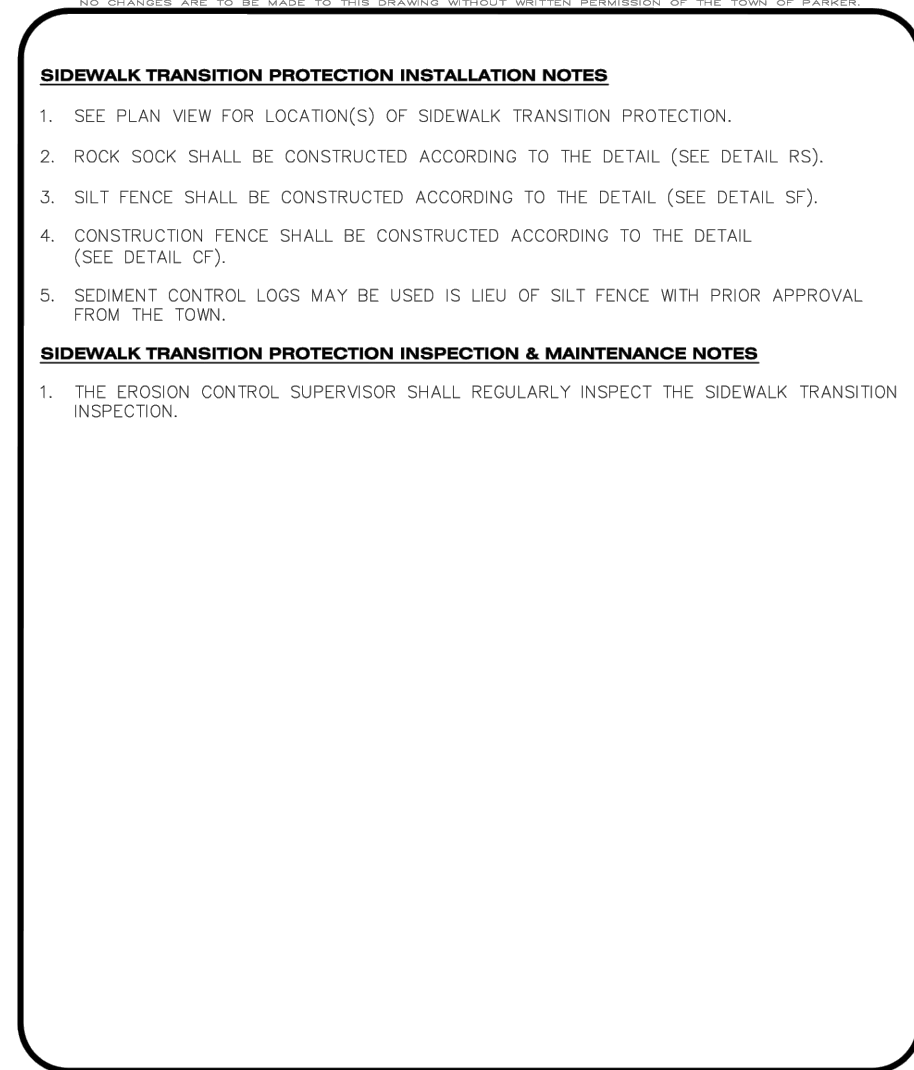 NO CHANGES ARE TO BE MADE TO THIS DRAWING WITHOUT WRITTEN PERMISSION OF THE TOWN OF PARKER.
SIDEWALK TRANSITION PROTECTION INSTALLATION NOTES
1. SEE PLAN VIEW FOR LOCATION(S) OF SIDEWALK TRANSITION PROTECTION.
2. ROCK SOCK SHALL BE CONSTRUCTED ACCORDING TO THE DETAIL (SEE DETAIL RS).
3. SILT FENCE SHALL BE CONSTRUCTED ACCORDING TO THE DETAIL (SEE DETAIL SF).
4. CONSTRUCTION FENCE SHALL BE CONSTRUCTED ACCORDING TO THE DETAIL
(SEE DETAIL CF).
5. SEDIMENT CONTROL LOGS MAY BE USED IS LIEU OF SILT FENCE WITH PRIOR APPROVAL
FROM THE TOWN.
SIDEWALK TRANSITION PROTECTION INSPECTION & MAINTENANCE NOTES
1. THE EROSION CONTROL SUPERVISOR SHALL REGULARLY INSPECT THE SIDEWALK TRANSITION
INSPECTION.